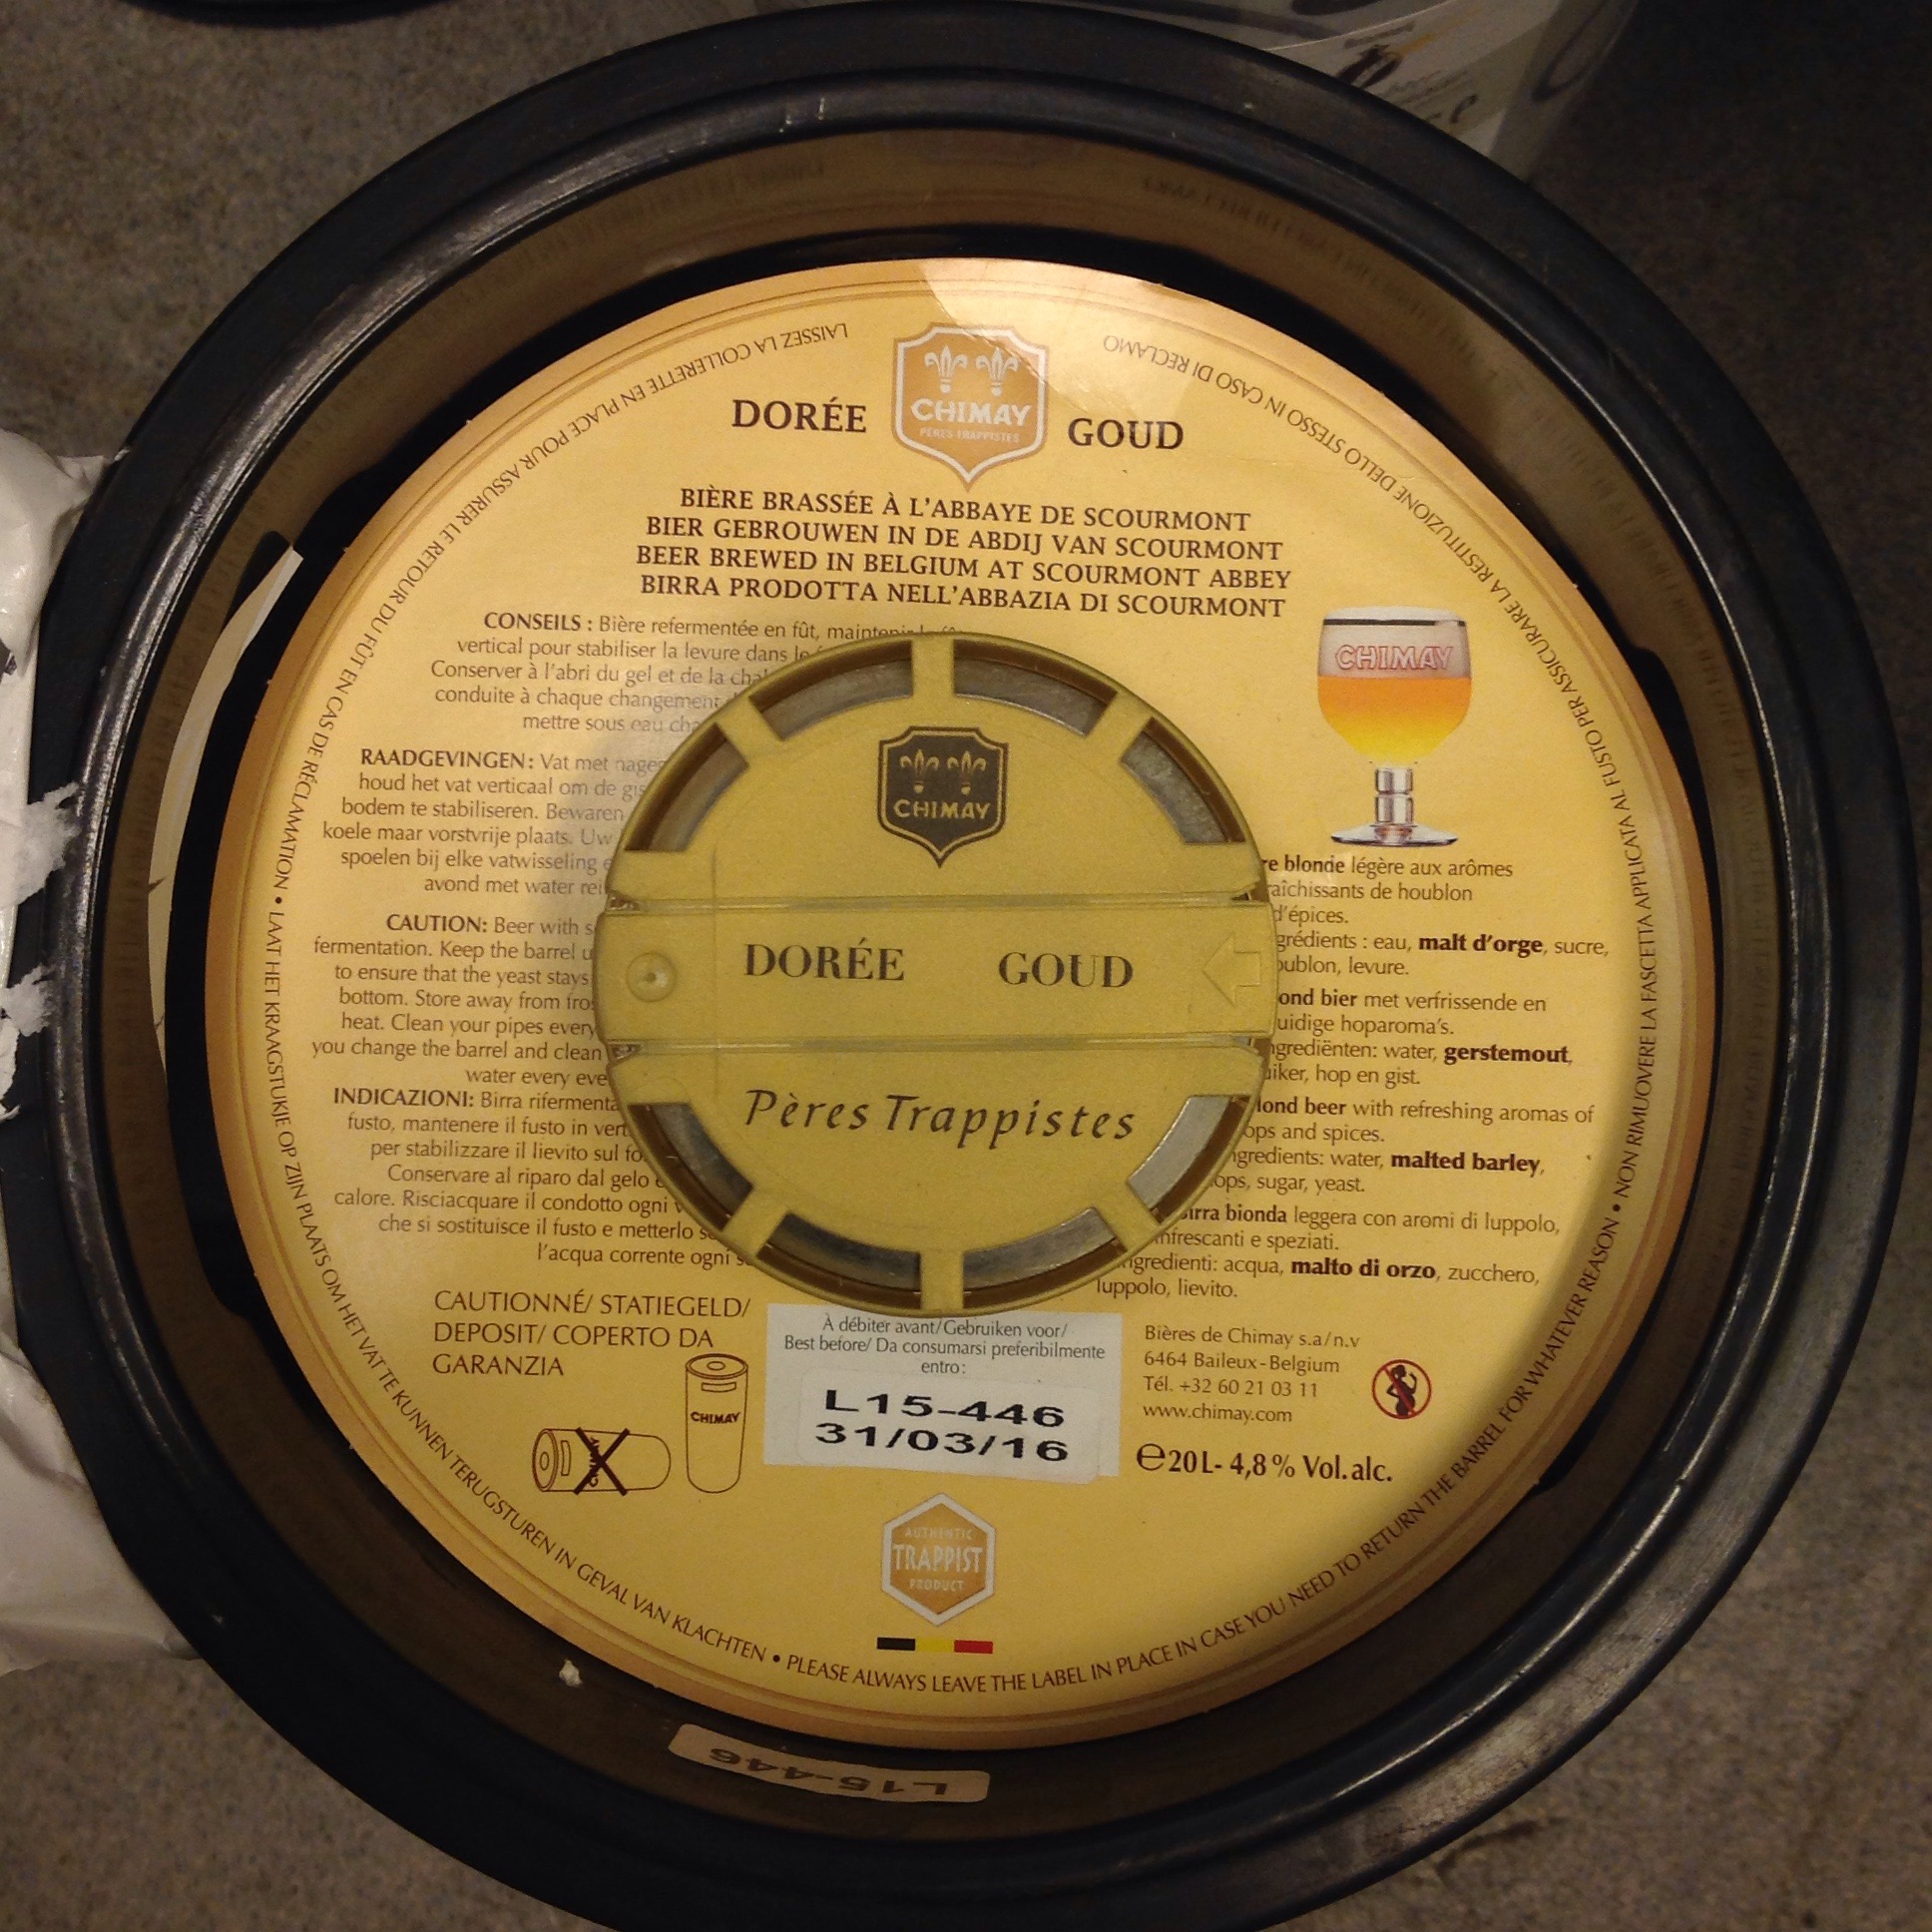 LAISSEZ LA COLLERETTE EN PLACE POUR ASSURER LE RETOUR DU FÛT EN CAS DE RÉCLAMATION • LAAT HET KRAAGSTUKJE OP ZIJN PLAATS OM HET VAT TE KUNNEN TERUGSTUREN IN GEVAL VAN KLACHTEN • PLEASE ALWAYS LEAVE THE LABEL IN PLACE IN CASE YOU NEED TO RETURN THE BARREL FOR WHATEVER REASON • NON RIMUOVERE LA FASCETTA APPLICATA AL FUSTO PER ASSICURARE LA RESTITUZIONE DELLO STESSO IN CASO DI RECLAMO
DORÉE
CHIMAY
PÈRES TRAPPISTES
GOUD
BIÈRE BRASSÉE À L'ABBAYE DE SCOURMONT
BIER GEBROUWEN IN DE ABDIJ VAN SCOURMONT
BEER BREWED IN BELGIUM AT SCOURMONT ABBEY
BIRRA PRODOTTA NELL'ABBAZIA DI SCOURMONT
CONSEILS : Bière refermentée en fût, maintenir
vertical pour stabiliser la levure dans
Conserver à l'abri du gel et de la
conduite à chaque changement
mettre sous eau
RAADGEVINGEN: Vat met
houd het vat verticaal om de
bodem te stabiliseren. Bewaren
koele maar vorstvrije plaats. Uw
spoelen bij elke vatwisseling
avond met water
CAUTION: Beer with
fermentation. Keep the barrel
to ensure that the yeast stays
bottom. Store away from
heat. Clean your pipes every
you change the barrel and clean
water every
INDICAZIONI: Birra
fusto, mantenere il fusto in
per stabilizzare il lievito sul
Conservare al riparo dal gelo
calore. Risciacquare il condotto ogni
che si sostituisce il fusto e metterlo
l'acqua corrente ogni
CHIMAY
DORÉE GOUD
Pères Trappistes
CHIMAY
blonde légère aux arômes
de houblon
d'épices.
eau, malt d'orge, sucre,
levure.
bier met verfrissende en
hoparoma's.
water, gerstemout,
hop en gist.
beer with refreshing aromas of
and spices.
water, malted barley,
sugar, yeast.
bionda leggera con aromi di luppolo,
e speziati.
acqua, malto di orzo, zucchero,
luppolo, lievito.
CAUTIONNÉ/ STATIEGELD/
DEPOSIT/ COPERTO DA
GARANZIA
CHIMAY
CHIMAY
À débiter avant/Gebruiken voor/
Best before/ Da consumarsi preferibilmente
entro:
L15-446
31/03/16
Bières de Chimay s.a/n.v
6464 Baileux-Belgium
Tél. +32 60 21 03 11
www.chimay.com
℮20L- 4,8% Vol. alc.
AUTHENTIC
TRAPPIST
PRODUCT
L15-446